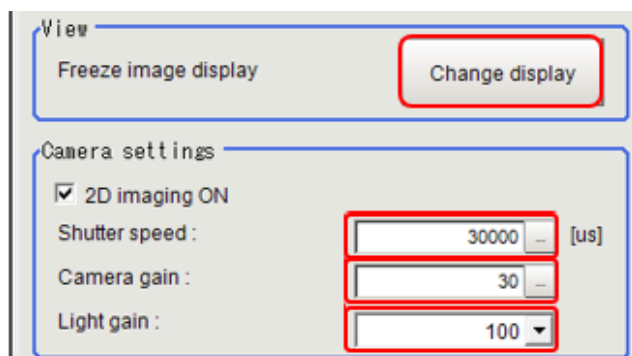 View
Freeze image display Change display
Camera settings
2D imaging ON
Shutter speed : 30000 ... [us]
Camera gain : 30 ...
Light gain : 100